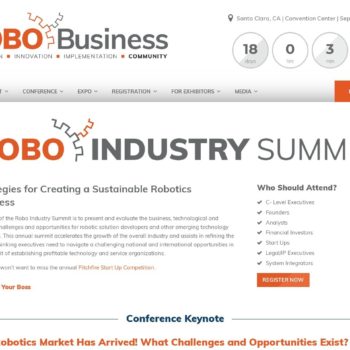 OBO Business
INNOVATION ▪ IMPLEMENTATION ▪ COMMUNITY
Santa Clara, CA | Convention Center | Sep
18 0 3
days
CONFERENCE EXPO REGISTRATION FOR EXHIBITORS MEDIA
OBO INDUSTRY SUMM
egies for Creating a Sustainable Robotics
ess
of the Robo Industry Summit is to present and evaluate the business, technological and
hallenges and opportunities for robotic solution developers and other emerging technology
. This annual summit accelerates the growth of the overall industry and assists in refining the
hinking executives need to navigate a challenging national and international opportunities in
it of establishing profitable technology and service organizations.
won't want to miss the annual Pitchfire Start Up Competition.
Your Boss
Who Should Attend?
C- Level Executives
Founders
Analysts
Financial Investors
Start Ups
Legal/IP Executives
System Integrators
REGISTER NOW
Conference Keynote
obotics Market Has Arrived! What Challenges and Opportunities Exist?